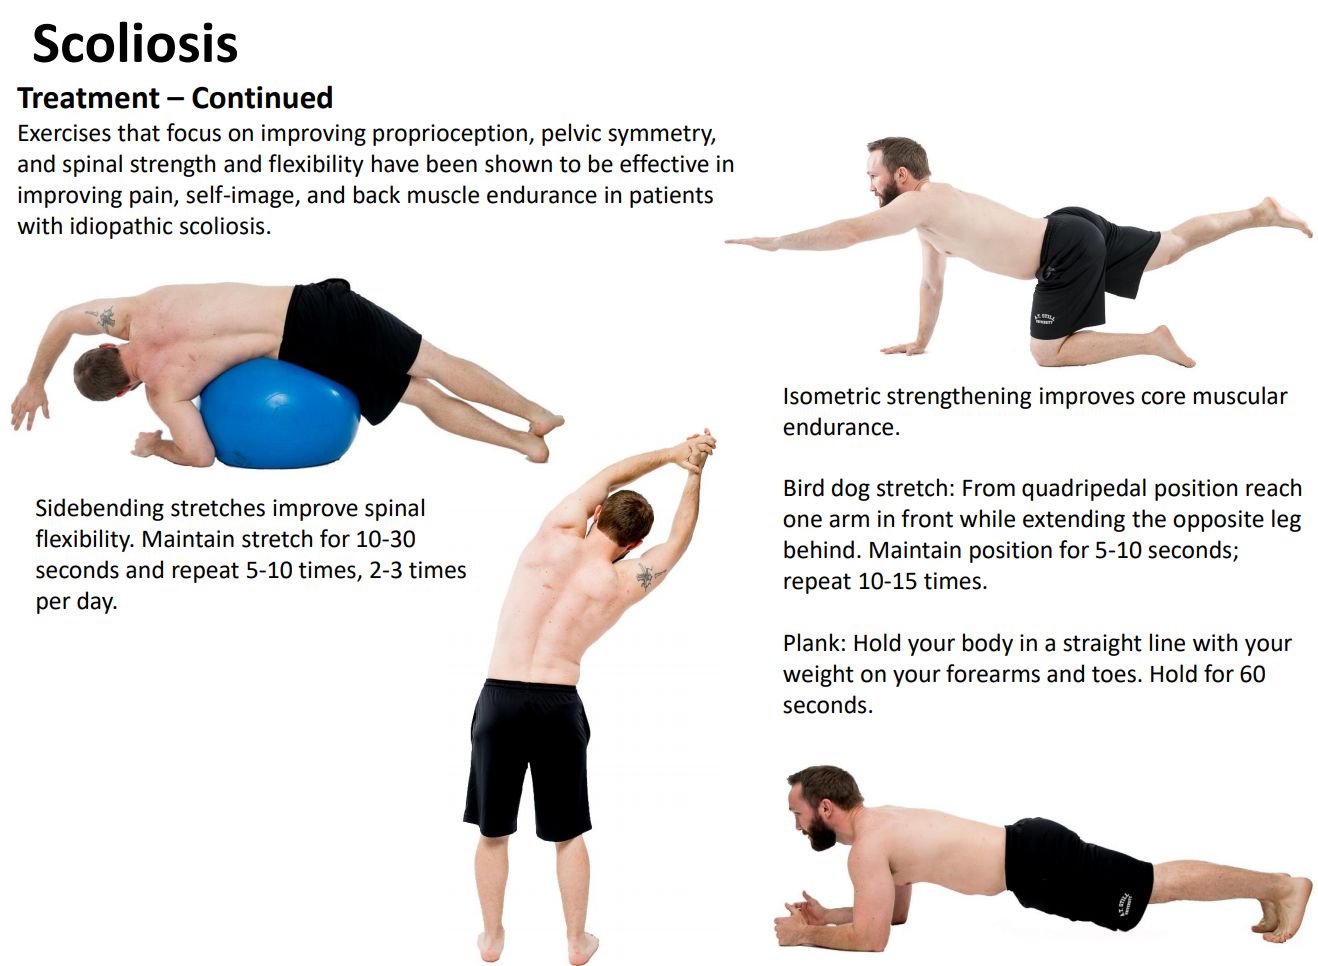 Scoliosis
Treatment – Continued
Exercises that focus on improving proprioception, pelvic symmetry,
and spinal strength and flexibility have been shown to be effective in
improving pain, self-image, and back muscle endurance in patients
with idiopathic scoliosis.
Sidebending stretches improve spinal
flexibility. Maintain stretch for 10-30
seconds and repeat 5-10 times, 2-3 times
per day.
A.T. STILL
UNIVERSITY
Isometric strengthening improves core muscular
endurance.
Bird dog stretch: From quadripedal position reach
one arm in front while extending the opposite leg
behind. Maintain position for 5-10 seconds;
repeat 10-15 times.
Plank: Hold your body in a straight line with your
weight on your forearms and toes. Hold for 60
seconds.
A.T. STILL
UNIVERSITY